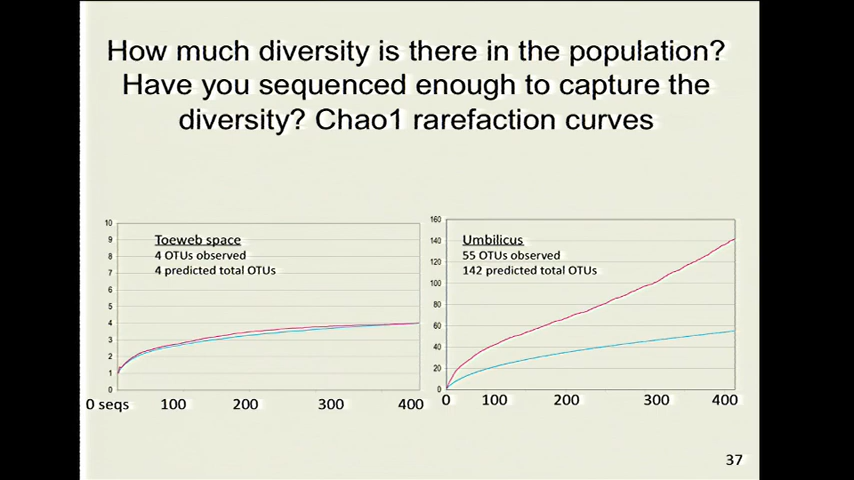 How much diversity is there in the population?
Have you sequenced enough to capture the
diversity? Chao1 rarefaction curves
Toeweb space
4 OTUs observed
4 predicted total OTUs
10
9
8
7
6
5
4
3
2
1
0
0 seqs 100 200 300 400
Umbilicus
55 OTUs observed
142 predicted total OTUs
160
140
120
100
80
60
40
20
0
0 100 200 300 400
37